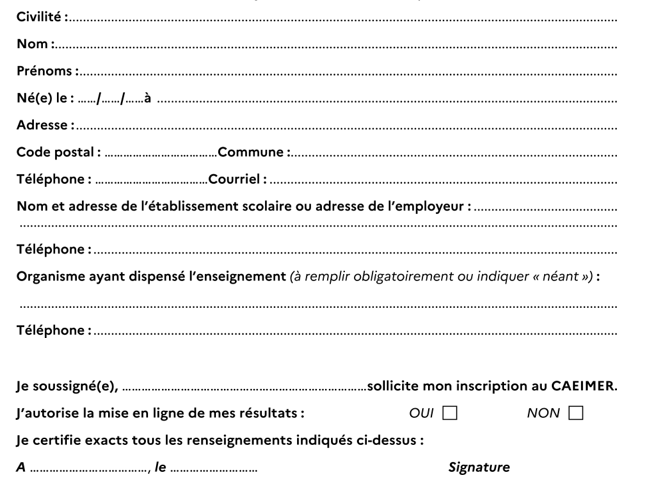 Civilité :..........................................................................
Nom :..........................................................................
Prénoms :..........................................................................
Né(e) le : ....../....../......à ..........................................................................
Adresse :..........................................................................
Code postal : ....................................Commune :..........................................................................
Téléphone : ....................................Courriel : ..........................................................................
Nom et adresse de l'établissement scolaire ou adresse de l'employeur : ..........................................
..........................................................................
Téléphone :..........................................................................
Organisme ayant dispensé l'enseignement (à remplir obligatoirement ou indiquer « néant ») :
..........................................................................
Téléphone :..........................................................................
Je soussigné(e), ..........................................................................sollicite mon inscription au CAEIMER.
J'autorise la mise en ligne de mes résultats : OUI ☐ NON ☐
Je certifie exacts tous les renseignements indiqués ci-dessus :
A ...................................., le .......................... Signature